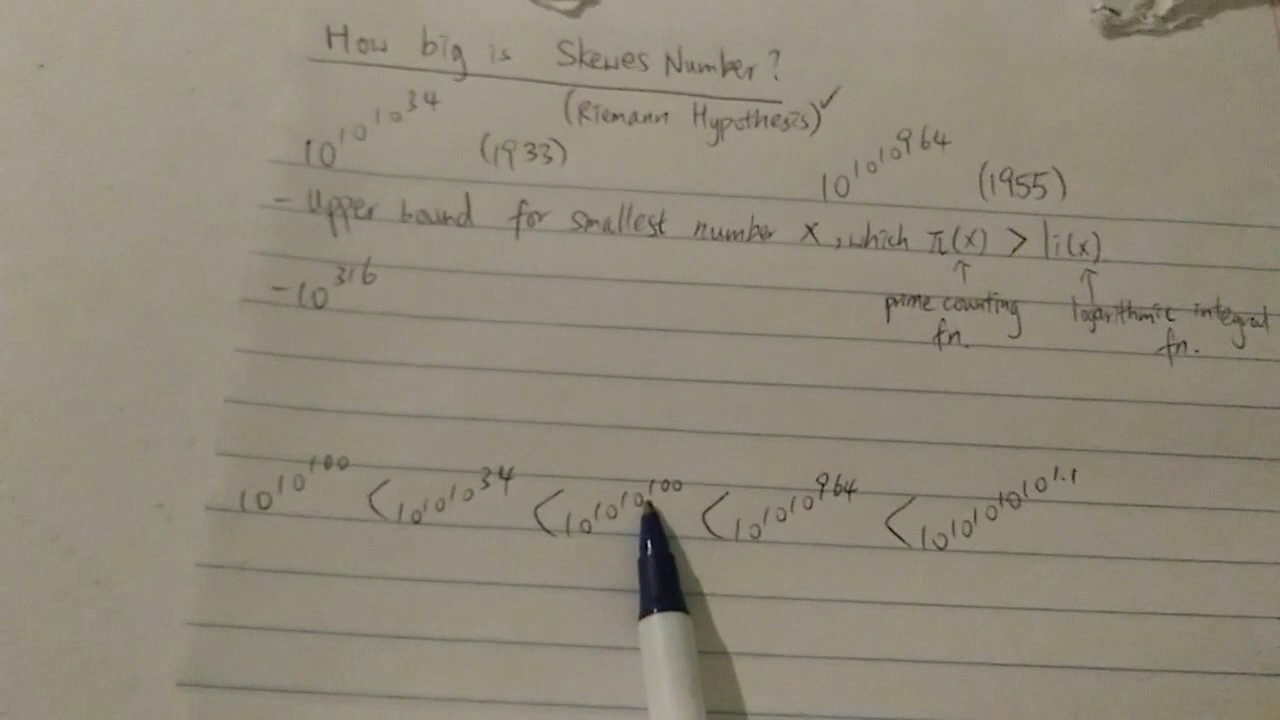 How big is Skewes Number?
(Riemann Hypothesis) ✓
10^10^10^34 (1933) 10^10^10^964 (1955)
- Upper bound for smallest number x, which π(x) > li(x)
↑ ↑
- 10^316 prime counting fn. logarithmic integral fn.
10^10^100 < 10^10^10^34 < 10^10^10^100 < 10^10^10^964 < 10^10^10^10^10^1.1